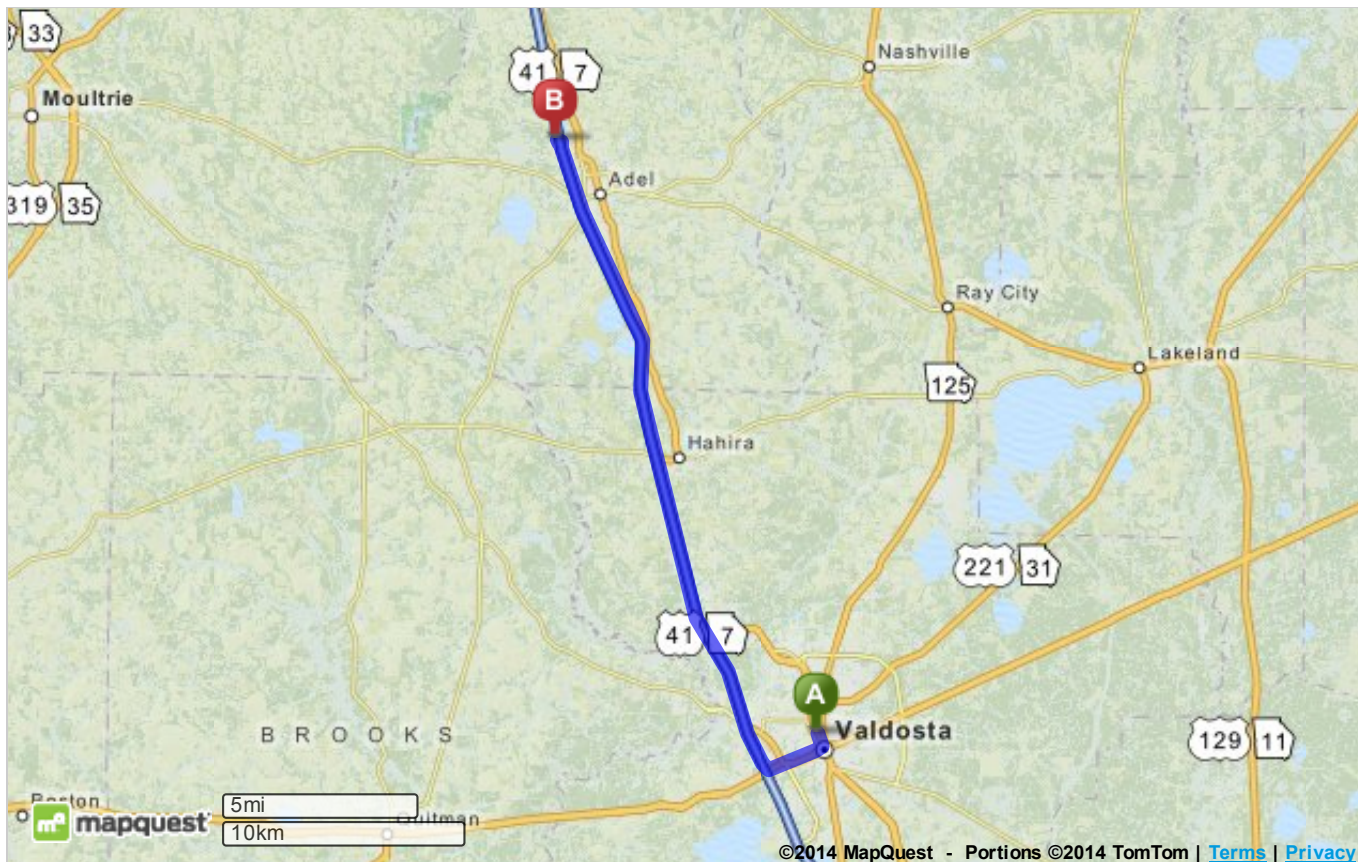 33
Moultrie
319 35
41 7
B
Nashville
Adel
Ray City
Lakeland
125
Hahira
221 31
41 7
A
Valdosta
129 11
BROOKS
Boston
Quitman
mapquest
5mi
10km
©2014 MapQuest - Portions ©2014 TomTom | Terms | Privacy